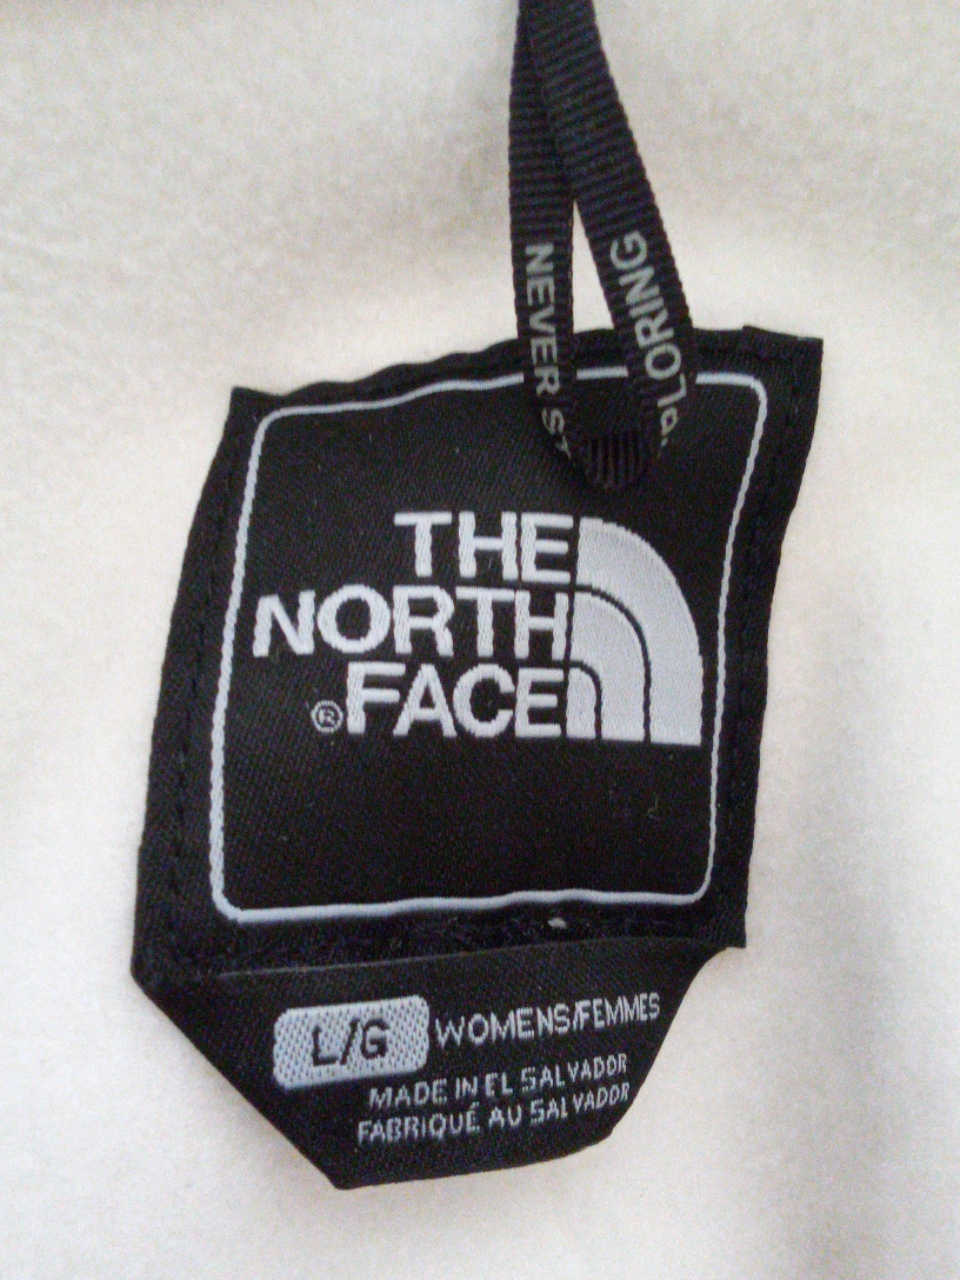 NEVER
LORING
THE
NORTH
®FACE
L/G WOMENS/FEMMES
MADE IN EL SALVADOR
FABRIQUÉ AU SALVADOR